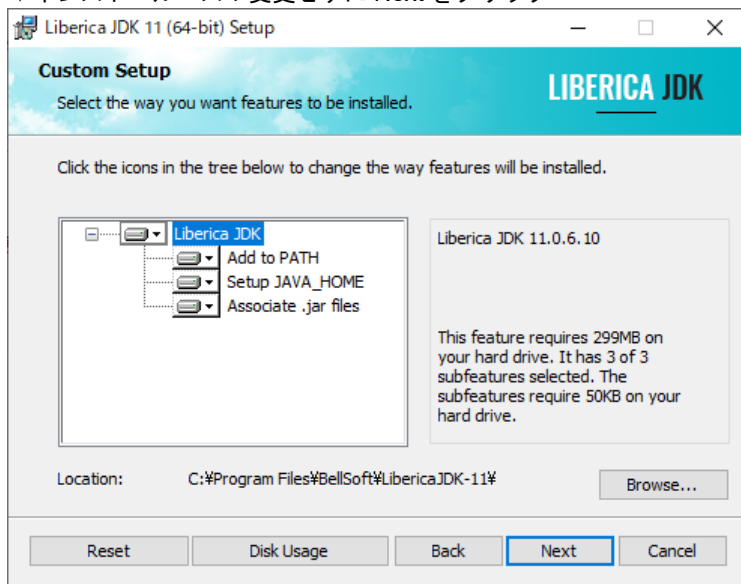 Liberica JDK 11 (64-bit) Setup
Custom Setup
Select the way you want features to be installed.
LIBERICA JDK
Click the icons in the tree below to change the way features will be installed.
Liberica JDK
Add to PATH
Setup JAVA_HOME
Associate .jar files
Liberica JDK 11.0.6.10
This feature requires 299MB on
your hard drive. It has 3 of 3
subfeatures selected. The
subfeatures require 50KB on your
hard drive.
Location: C:¥Program Files¥BellSoft¥LibericaJDK-11¥
Browse...
Reset Disk Usage Back Next Cancel